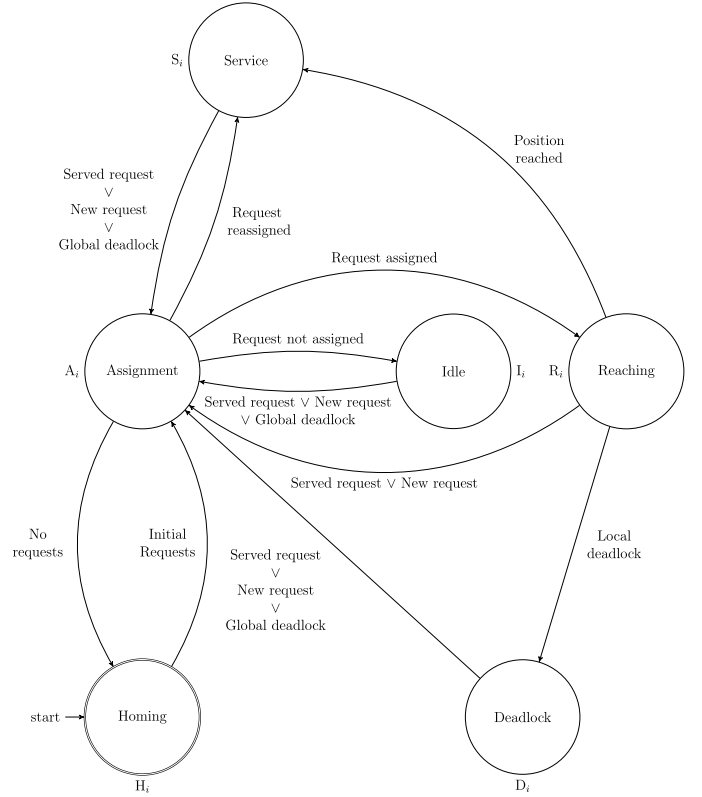 S_i
Service
Position
reached
Served request
∨
New request
∨
Global deadlock
Request
reassigned
Request assigned
Request not assigned
A_i
Assignment
Idle
I_i
R_i
Reaching
Served request ∨ New request
∨ Global deadlock
Served request ∨ New request
No
requests
Initial
Requests
Served request
∨
New request
∨
Global deadlock
Local
deadlock
start
Homing
Deadlock
H_i
D_i